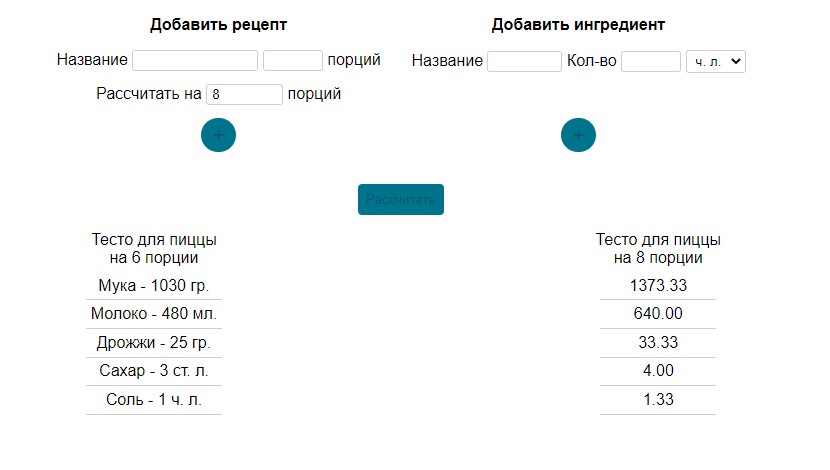 Добавить рецепт
Название порций
Рассчитать на 8 порций
+
Добавить ингредиент
Название Кол-во ч. л.
+
Рассчитать
Тесто для пиццы
на 6 порции
Мука - 1030 гр.
Молоко - 480 мл.
Дрожжи - 25 гр.
Сахар - 3 ст. л.
Соль - 1 ч. л.
Тесто для пиццы
на 8 порции
1373.33
640.00
33.33
4.00
1.33